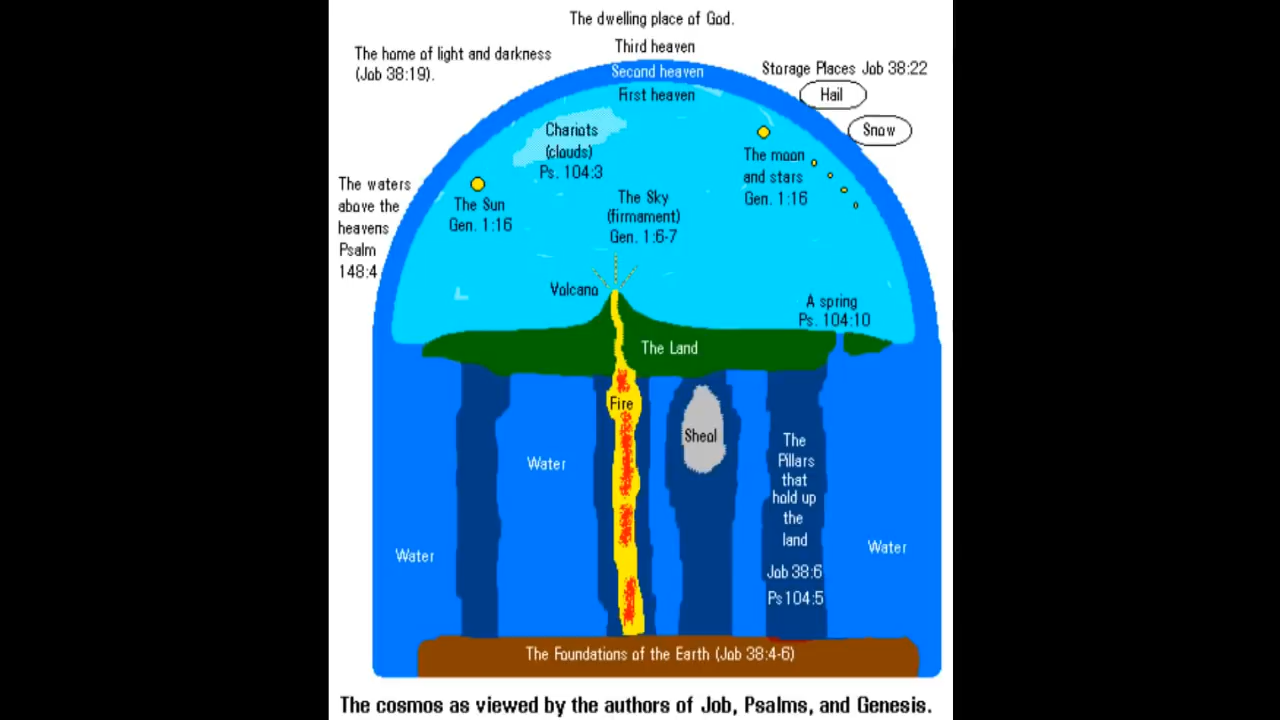 The dwelling place of God.
Third heaven
The home of light and darkness
(Job 38:19).
Second heaven
Storage Places Job 38:22
First heaven
Hail
Snow
Chariots
(clouds)
Ps. 104:3
The moon
and stars
Gen. 1:16
The waters
above the
heavens
Psalm
148:4
The Sun
Gen. 1:16
The Sky
(firmament)
Gen. 1:6-7
Volcano
A spring
Ps. 104:10
The Land
Fire
Sheol
Water
The
Pillars
that
hold up
the
land
Job 38:6
Ps 104:5
Water
Water
The Foundations of the Earth (Job 38:4-6)
The cosmos as viewed by the authors of Job, Psalms, and Genesis.